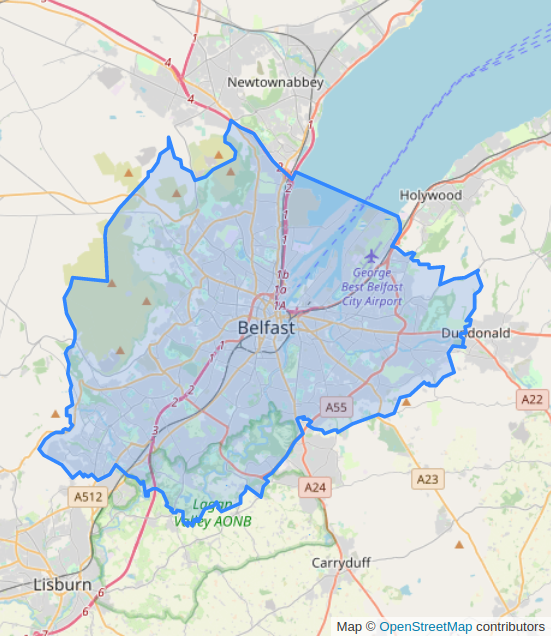 4
4
Newtownabbey
1
2
2
Holywood
1
1
George
Best Belfast
City Airport
1b
1a
1A
Belfast
Dundonald
1
2
2
3
A55
A22
A23
A24
A512
Lagan
Valley AONB
Carryduff
Lisburn
6
6
7
Map © OpenStreetMap contributors